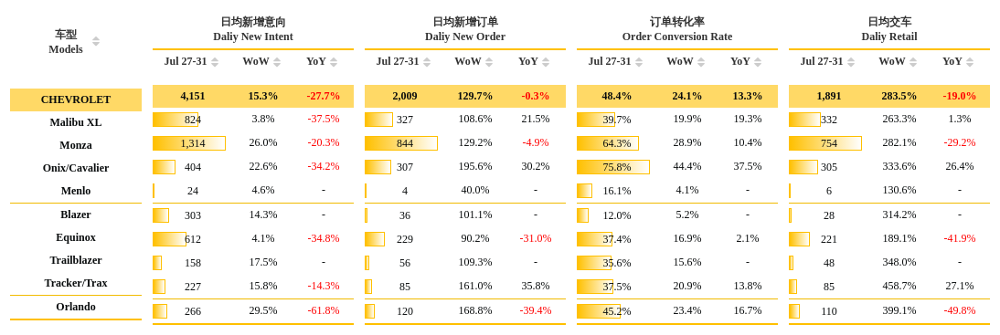 车型 日均新增意向 日均新增订单 订单转化率 日均交车
Models Daliy New Intent Daliy New Order Order Conversion Rate Daliy Retail
Jul 27-31 WoW YoY Jul 27-31 WoW YoY Jul 27-31 WoW YoY Jul 27-31 WoW YoY
CHEVROLET 4,151 15.3% -27.7% 2,009 129.7% -0.3% 48.4% 24.1% 13.3% 1,891 283.5% -19.0%
Malibu XL 824 3.8% -37.5% 327 108.6% 21.5% 39.7% 19.9% 19.3% 332 263.3% 1.3%
Monza 1,314 26.0% -20.3% 844 129.2% -4.9% 64.3% 28.9% 10.4% 754 282.1% -29.2%
Onix/Cavalier 404 22.6% -34.2% 307 195.6% 30.2% 75.8% 44.4% 37.5% 305 333.6% 26.4%
Menlo 24 4.6% - 4 40.0% - 16.1% 4.1% - 6 130.6% -
Blazer 303 14.3% - 36 101.1% - 12.0% 5.2% - 28 314.2% -
Equinox 612 4.1% -34.8% 229 90.2% -31.0% 37.4% 16.9% 2.1% 221 189.1% -41.9%
Trailblazer 158 17.5% - 56 109.3% - 35.6% 15.6% - 48 348.0% -
Tracker/Trax 227 15.8% -14.3% 85 161.0% 35.8% 37.5% 20.9% 13.8% 85 458.7% 27.1%
Orlando 266 29.5% -61.8% 120 168.8% -39.4% 45.2% 23.4% 16.7% 110 399.1% -49.8%